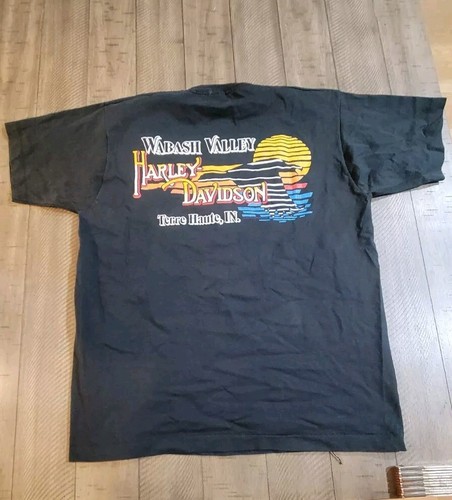 WABASH VALLEY
HARLEY-
DAVIDSON
Terre Haute, IN.